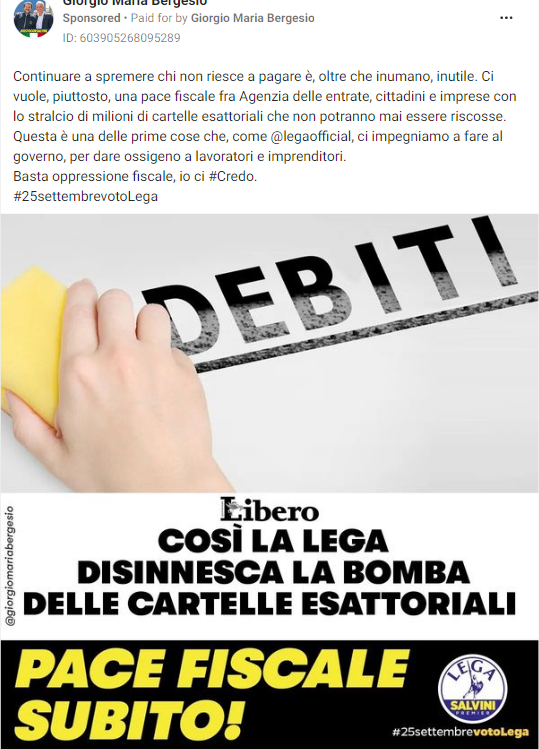 Giorgio Maria Bergesio
Sponsored • Paid for by Giorgio Maria Bergesio
ID: 603905268095289
Continuare a spremere chi non riesce a pagare è, oltre che inumano, inutile. Ci
vuole, piuttosto, una pace fiscale fra Agenzia delle entrate, cittadini e imprese con
lo stralcio di milioni di cartelle esattoriali che non potranno mai essere riscosse.
Questa è una delle prime cose che, come @legaofficial, ci impegniamo a fare al
governo, per dare ossigeno a lavoratori e imprenditori.
Basta oppressione fiscale, io ci #Credo.
#25settembrevotoLega
DEBITI
Libero
COSÌ LA LEGA
DISINNESCA LA BOMBA
DELLE CARTELLE ESATTORIALI
@giorgiomariabergesio
PACE FISCALE
SUBITO!
LEGA
SALVINI
PREMIER
#25settembrevotoLega